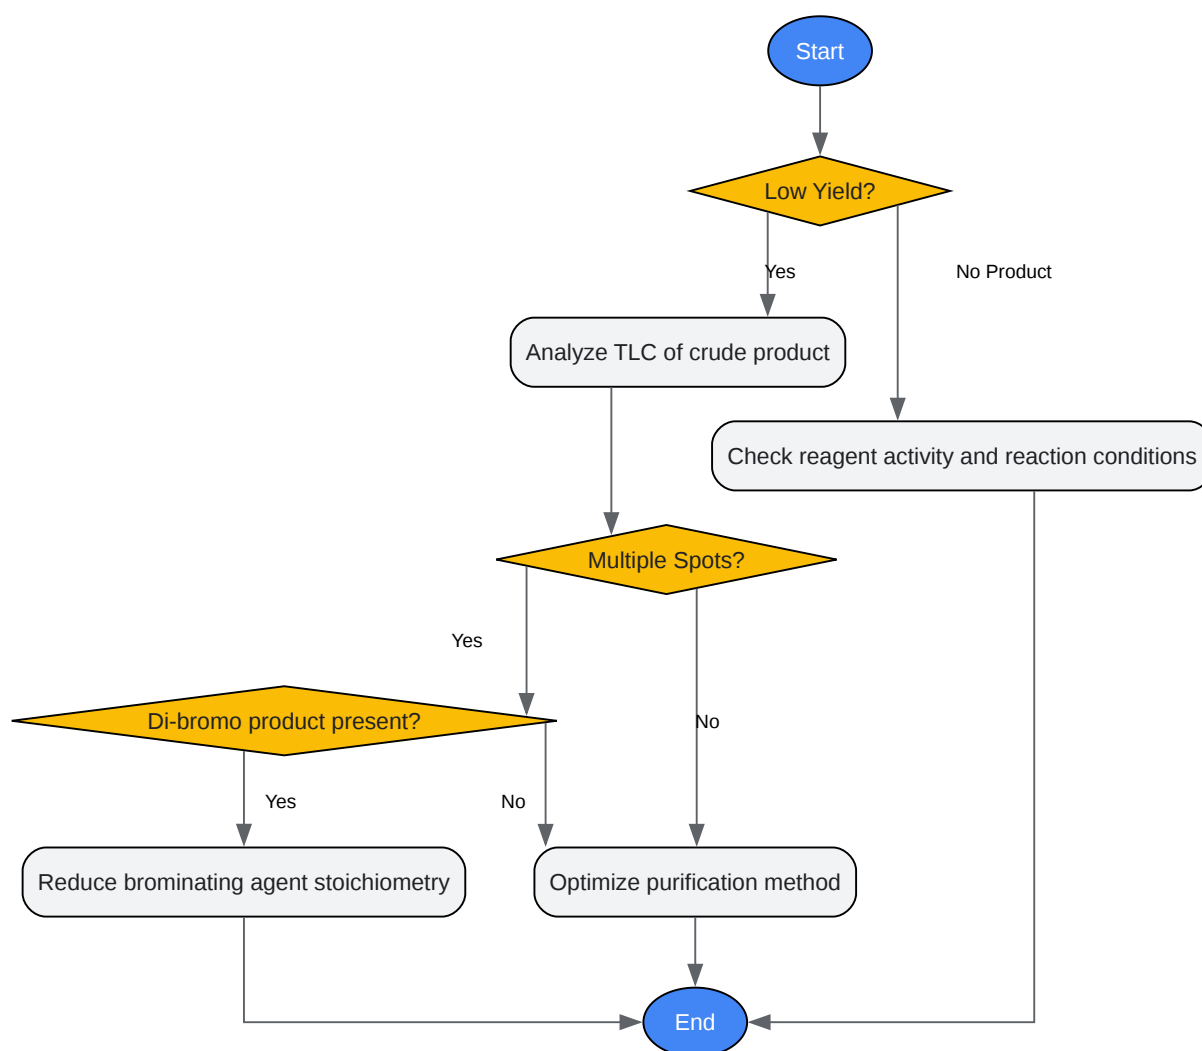 Start
Low Yield?
Yes
No Product
Analyze TLC of crude product
Check reagent activity and reaction conditions
Multiple Spots?
Yes
No
Di-bromo product present?
Yes
No
Reduce brominating agent stoichiometry
Optimize purification method
End